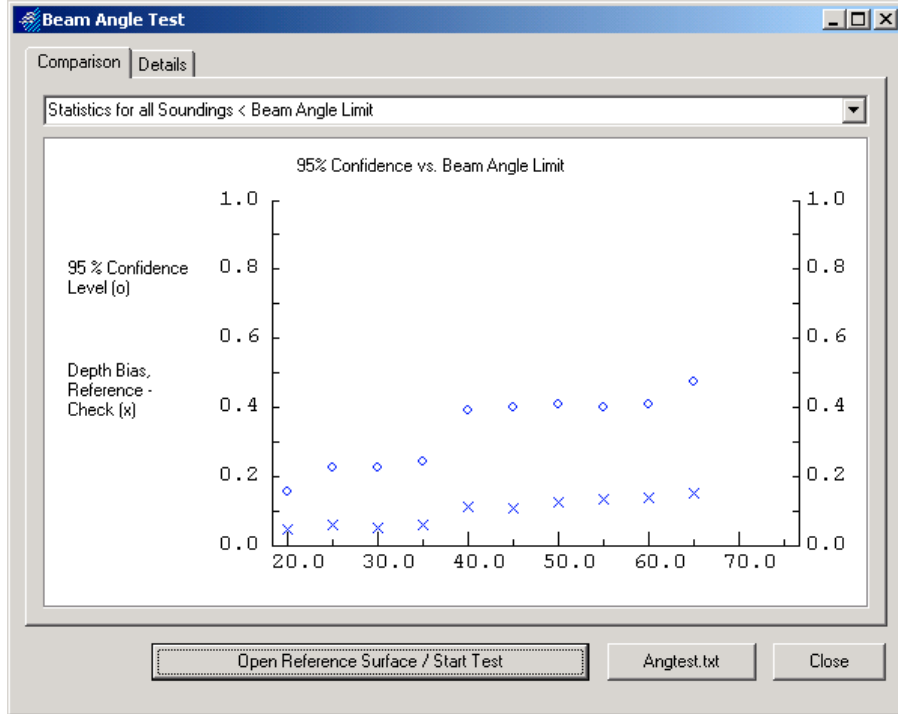 Beam Angle Test
Comparison Details
Statistics for all Soundings < Beam Angle Limit
95% Confidence vs. Beam Angle Limit
1.0 1.0
95 % Confidence 0.8 0.8
Level (o)
0.6 0.6
Depth Bias,
Reference -
Check (x) 0.4 0.4
0.2 0.2
0.0 0.0
20.0 30.0 40.0 50.0 60.0 70.0
Open Reference Surface / Start Test Angtest.txt Close